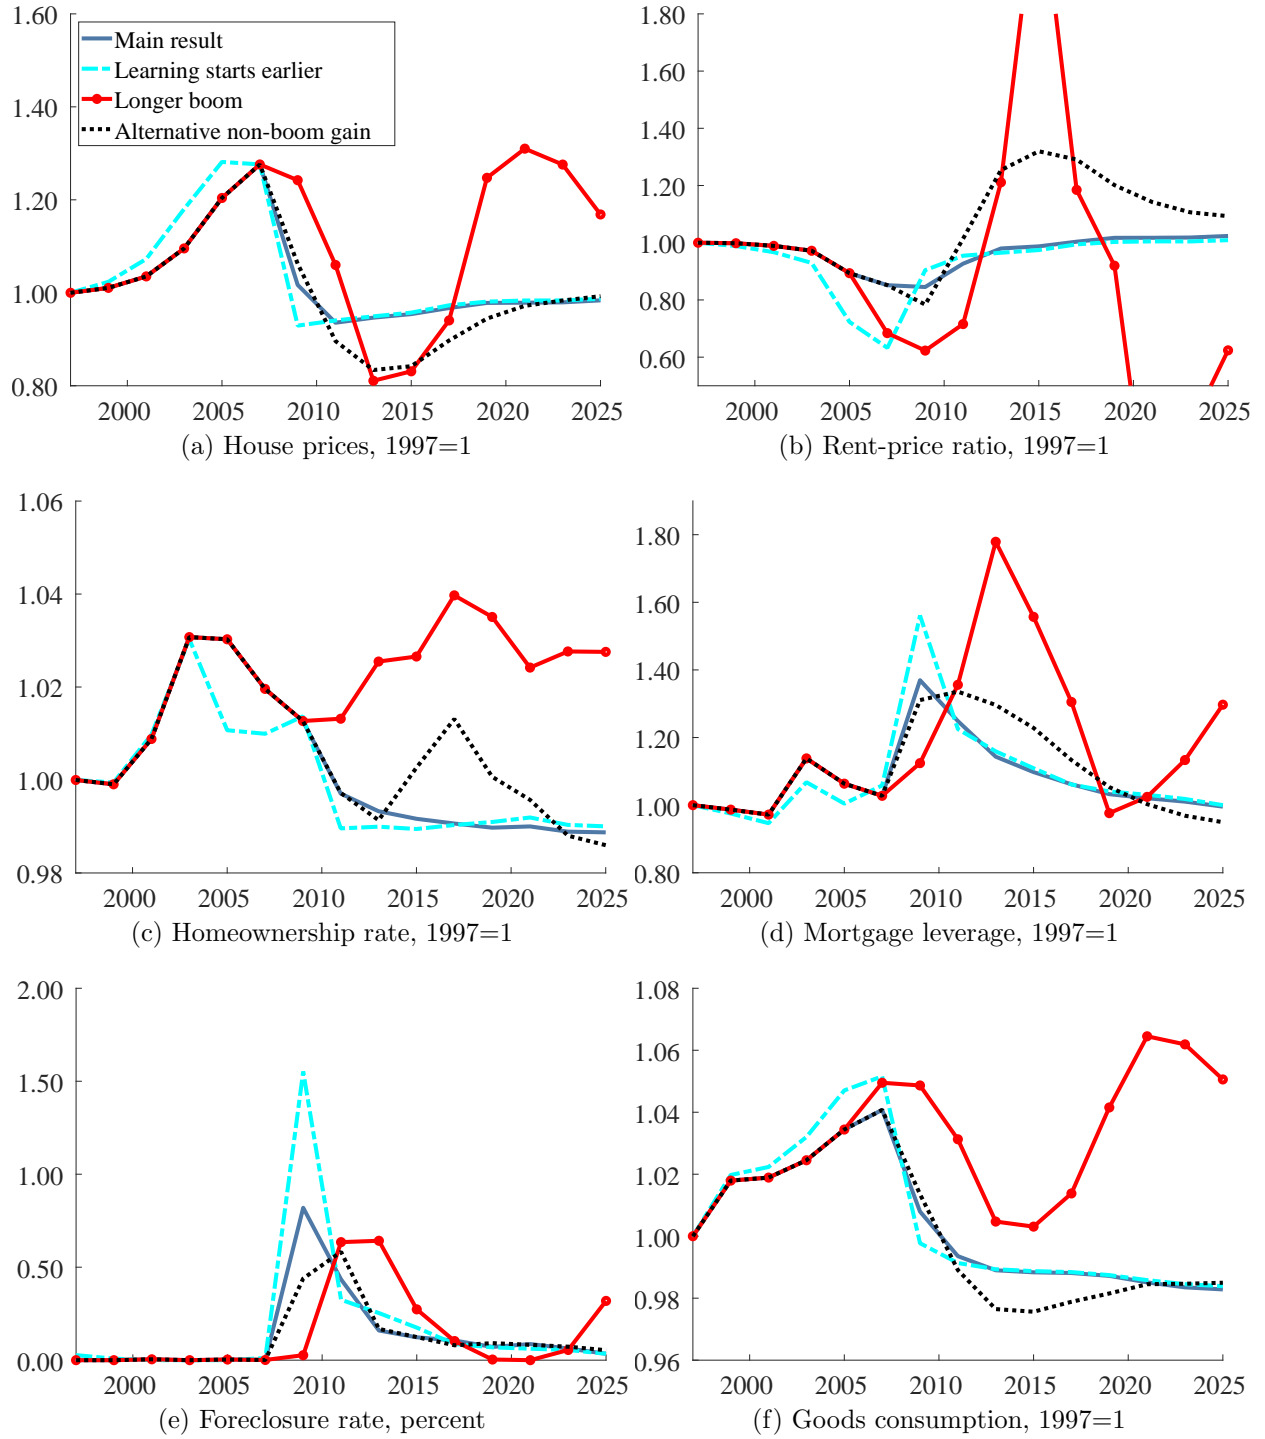 1.60
1.40
1.20
1.00
0.80
Main result
Learning starts earlier
Longer boom
Alternative non-boom gain
2000 2005 2010 2015 2020 2025
(a) House prices, 1997=1
1.80
1.60
1.40
1.20
1.00
0.80
0.60
2000 2005 2010 2015 2020 2025
(b) Rent-price ratio, 1997=1
1.06
1.04
1.02
1.00
0.98
2000 2005 2010 2015 2020 2025
(c) Homeownership rate, 1997=1
1.80
1.60
1.40
1.20
1.00
0.80
2000 2005 2010 2015 2020 2025
(d) Mortgage leverage, 1997=1
2.00
1.50
1.00
0.50
0.00
2000 2005 2010 2015 2020 2025
(e) Foreclosure rate, percent
1.08
1.06
1.04
1.02
1.00
0.98
0.96
2000 2005 2010 2015 2020 2025
(f) Goods consumption, 1997=1